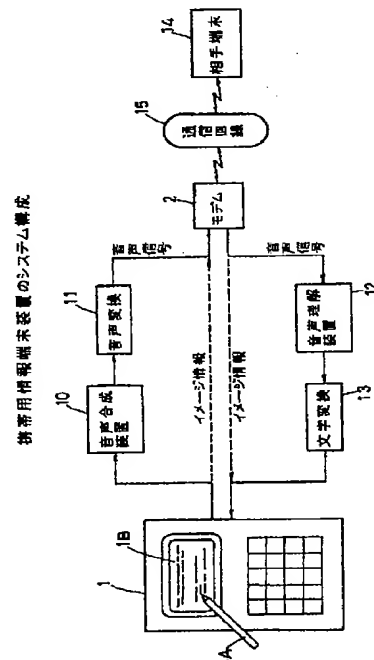 携帯用情報端末装置のシステム構成
14
相手端末
15
通信回線
2
モデム
音声信号
音声信号
11
音声変換
10
音声合成
装置
イメージ情報
イメージ情報
12
音声理解
装置
13
文字変換
1
1B
A